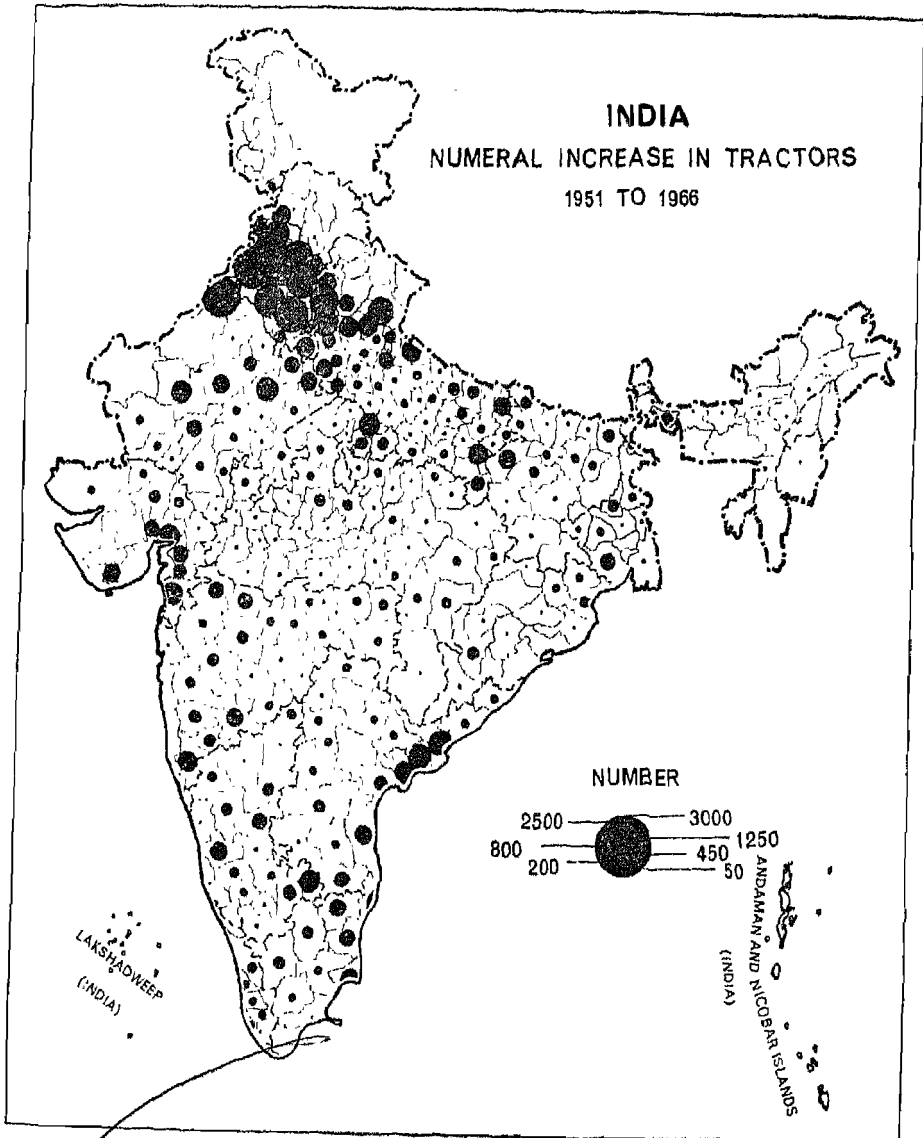 INDIA
NUMERAL INCREASE IN TRACTORS
1951 TO 1966
NUMBER
2500
3000
1250
800
450
200
50
LAKSHADWEEP
(INDIA)
ANDAMAN AND NICOBAR ISLANDS
(INDIA)